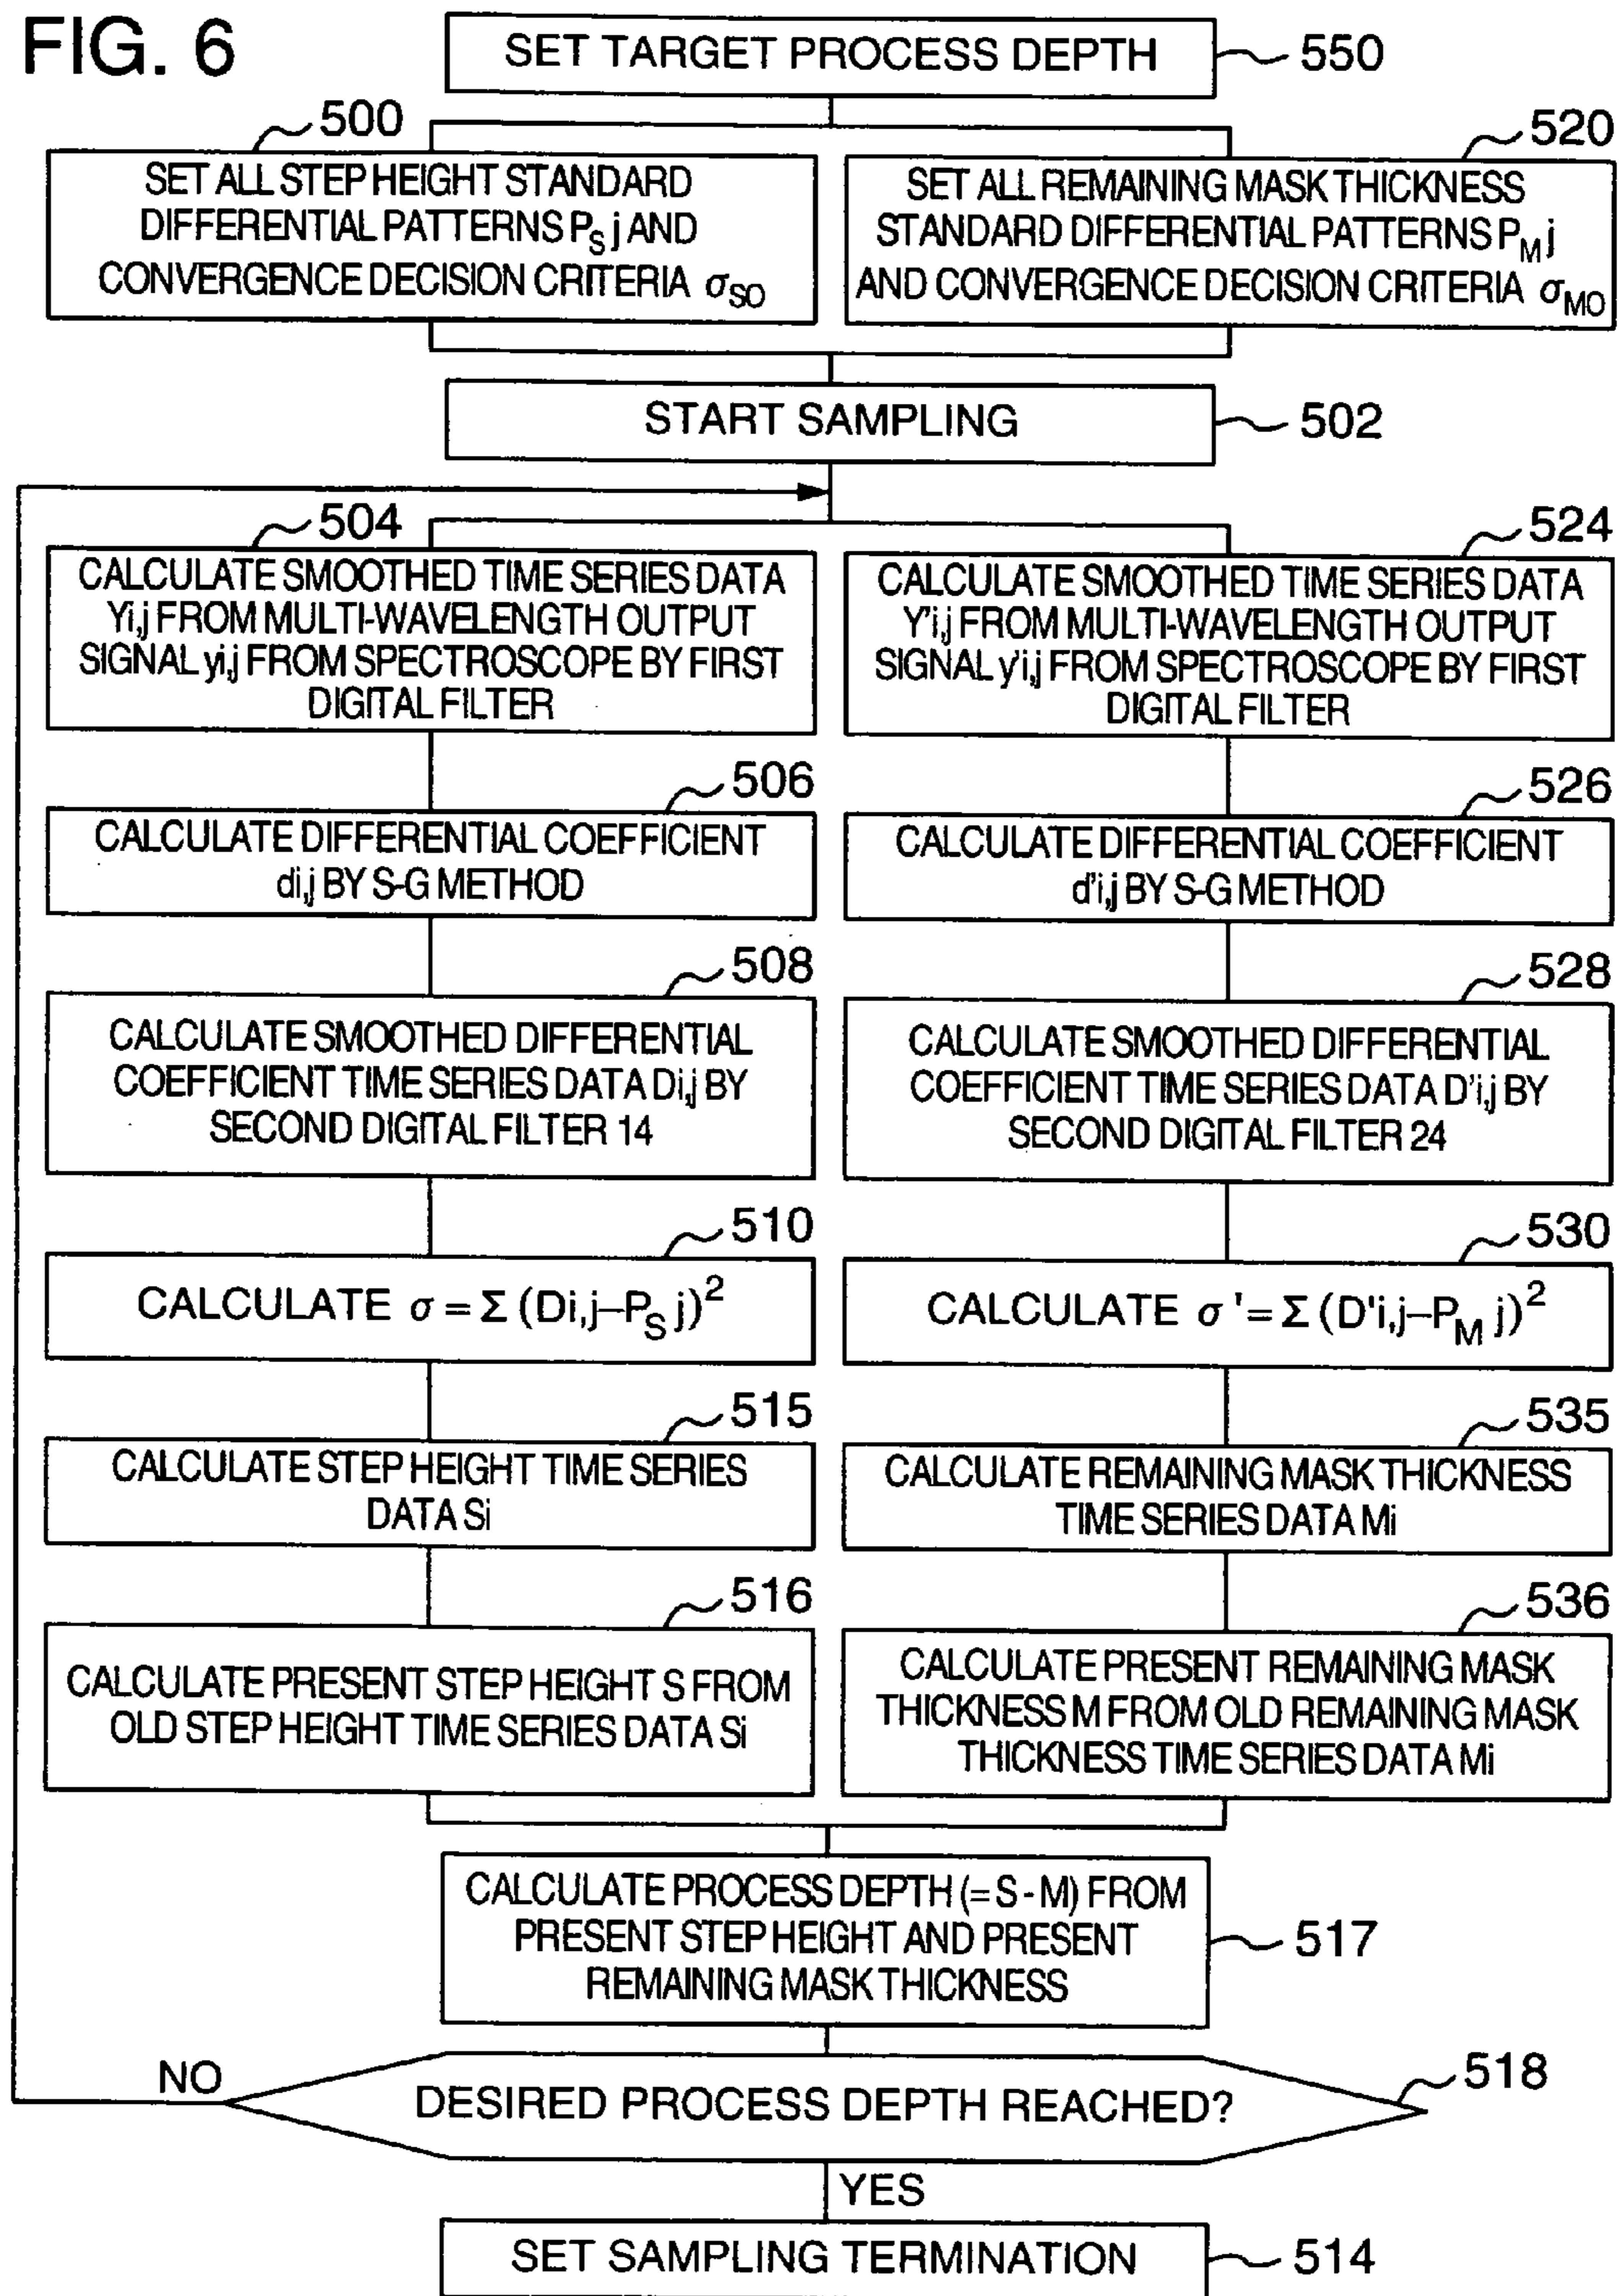 FIG. 6
SET TARGET PROCESS DEPTH
550
500
SET ALL STEP HEIGHT STANDARD
DIFFERENTIAL PATTERNS PS j AND
CONVERGENCE DECISION CRITERIA σSO
520
SET ALL REMAINING MASK THICKNESS
STANDARD DIFFERENTIAL PATTERNS PM j
AND CONVERGENCE DECISION CRITERIA σMO
START SAMPLING
502
504
CALCULATE SMOOTHED TIME SERIES DATA
Yi,j FROM MULTI-WAVELENGTH OUTPUT
SIGNAL yi,j FROM SPECTROSCOPE BY FIRST
DIGITAL FILTER
524
CALCULATE SMOOTHED TIME SERIES DATA
Y'i,j FROM MULTI-WAVELENGTH OUTPUT
SIGNAL y'i,j FROM SPECTROSCOPE BY FIRST
DIGITAL FILTER
506
CALCULATE DIFFERENTIAL COEFFICIENT
di,j BY S-G METHOD
526
CALCULATE DIFFERENTIAL COEFFICIENT
d'i,j BY S-G METHOD
508
CALCULATE SMOOTHED DIFFERENTIAL
COEFFICIENT TIME SERIES DATA Di,j BY
SECOND DIGITAL FILTER 14
528
CALCULATE SMOOTHED DIFFERENTIAL
COEFFICIENT TIME SERIES DATA D'i,j BY
SECOND DIGITAL FILTER 24
510
CALCULATE σ = Σ (Di,j–PS j)²
530
CALCULATE σ ' = Σ (D'i,j–PM j)²
515
CALCULATE STEP HEIGHT TIME SERIES
DATA Si
535
CALCULATE REMAINING MASK THICKNESS
TIME SERIES DATA Mi
516
CALCULATE PRESENT STEP HEIGHT S FROM
OLD STEP HEIGHT TIME SERIES DATA Si
536
CALCULATE PRESENT REMAINING MASK
THICKNESS M FROM OLD REMAINING MASK
THICKNESS TIME SERIES DATA Mi
CALCULATE PROCESS DEPTH (= S - M) FROM
PRESENT STEP HEIGHT AND PRESENT
REMAINING MASK THICKNESS
517
NO
DESIRED PROCESS DEPTH REACHED?
518
YES
SET SAMPLING TERMINATION
514